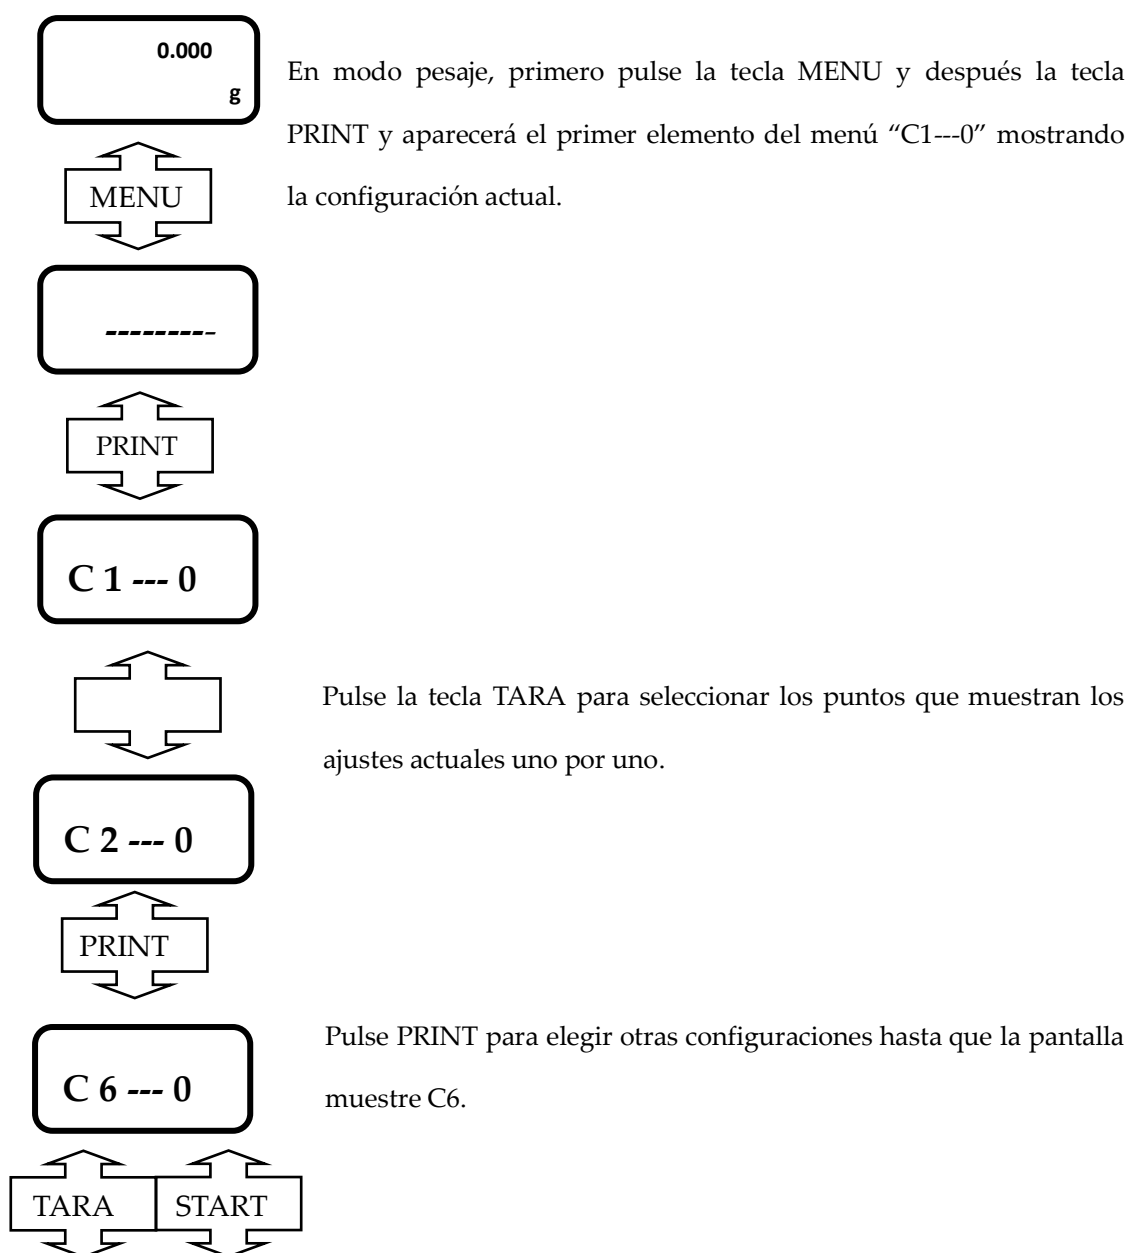 0.000
g
En modo pesaje, primero pulse la tecla MENU y después la tecla
PRINT y aparecerá el primer elemento del menú “C1---0” mostrando
la configuración actual.
MENU
---------
PRINT
C 1 --- 0
Pulse la tecla TARA para seleccionar los puntos que muestran los
ajustes actuales uno por uno.
C 2 --- 0
PRINT
Pulse PRINT para elegir otras configuraciones hasta que la pantalla
muestre C6.
C 6 --- 0
TARA START